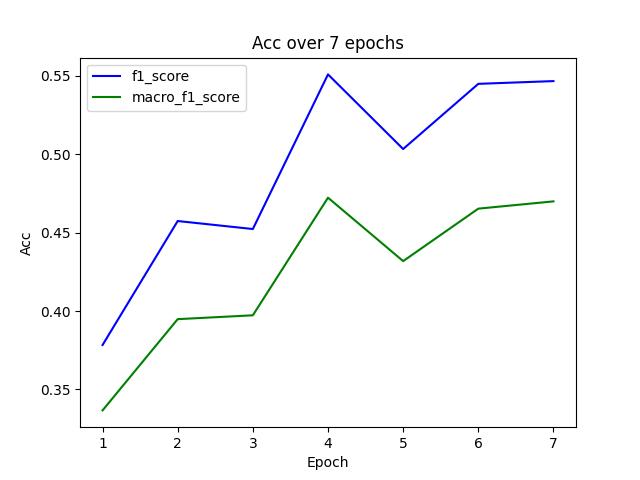 Acc over 7 epochs
f1_score
macro_f1_score
0.55
0.50
0.45
0.40
0.35
Acc
1 2 3 4 5 6 7
Epoch